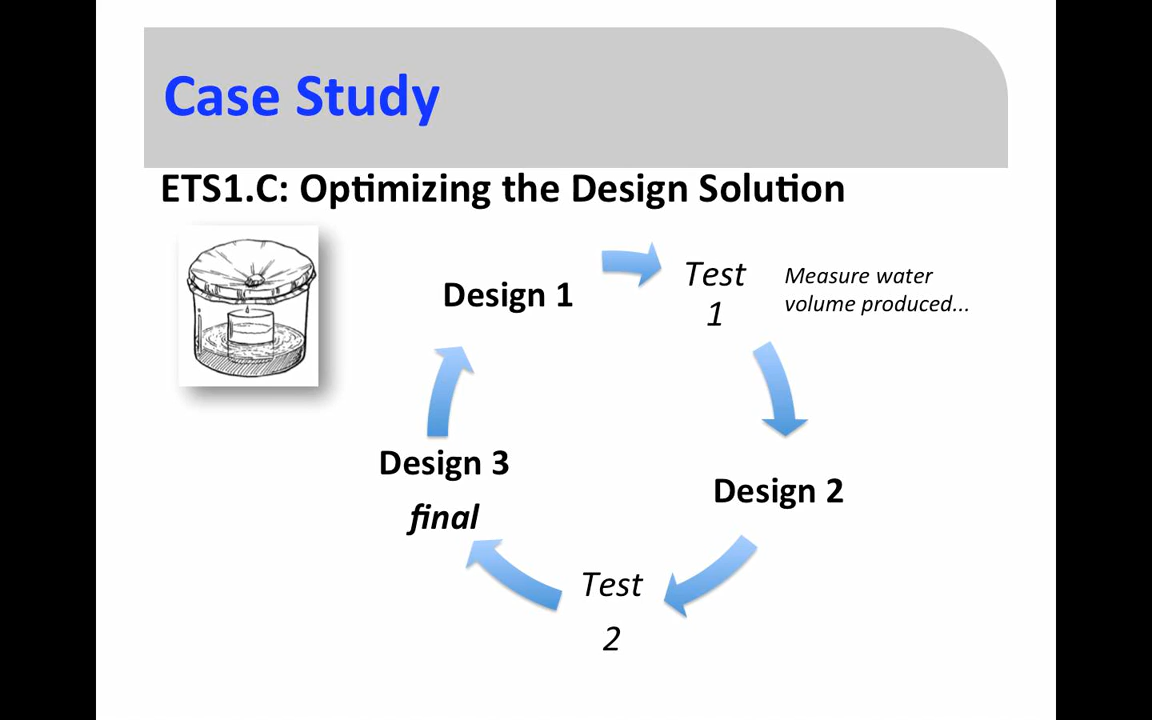 Case Study
ETS1.C: Optimizing the Design Solution
Design 1
Test
1
Measure water
volume produced...
Design 2
Test
2
Design 3
final